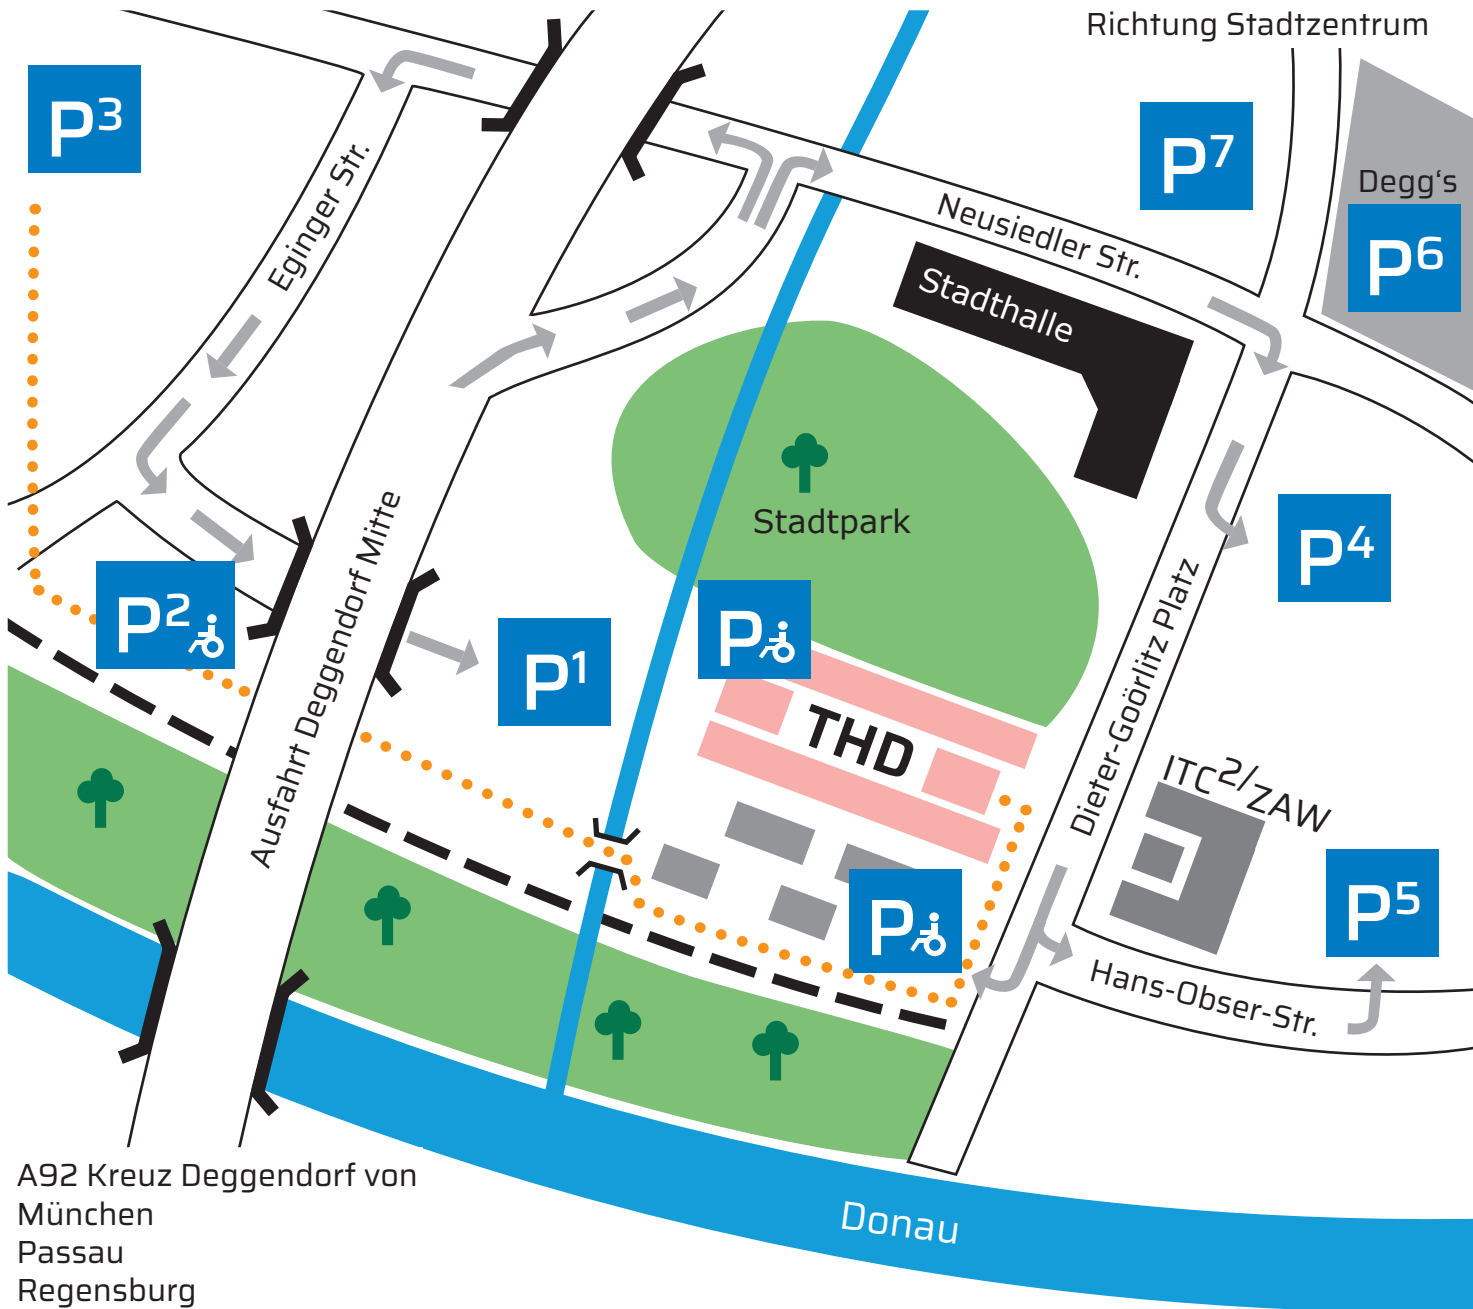 Richtung Stadtzentrum
P3
P7
Degg‘s
P6
Eginger Str.
Neusiedler Str.
Stadthalle
Stadtpark
P4
P2
P1
P
Ausfahrt Deggendorf Mitte
THD
Dieter-Goörlitz Platz
ITC2/ZAW
P5
P
Hans-Obser-Str.
A92 Kreuz Deggendorf von
München
Passau
Regensburg
Donau